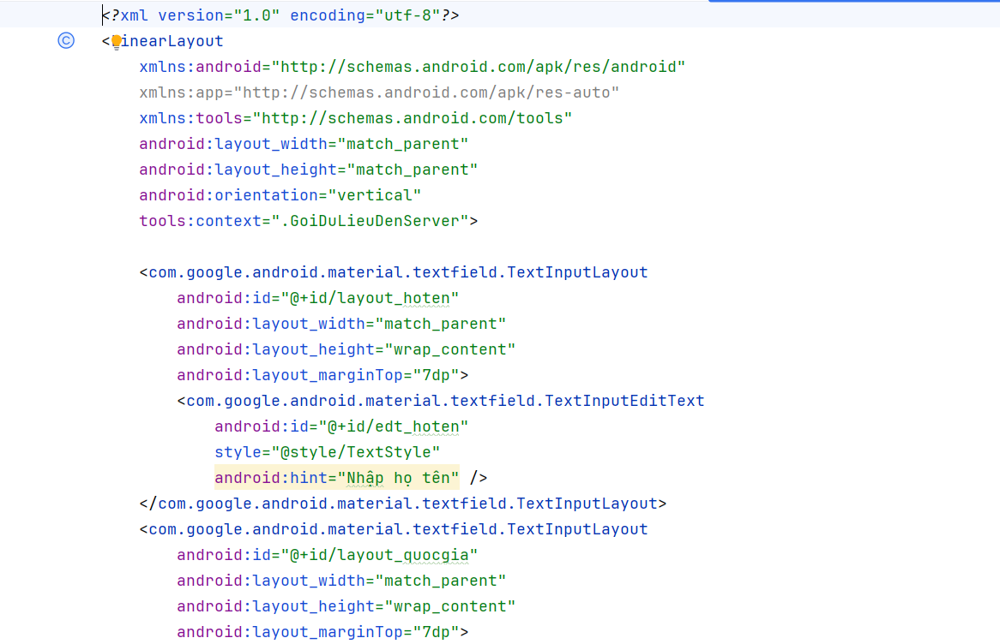 <?xml version="1.0" encoding="utf-8"?>
<LinearLayout
xmlns:android="http://schemas.android.com/apk/res/android"
xmlns:app="http://schemas.android.com/apk/res-auto"
xmlns:tools="http://schemas.android.com/tools"
android:layout_width="match_parent"
android:layout_height="match_parent"
android:orientation="vertical"
tools:context=".GoiDuLieuDenServer">
<com.google.android.material.textfield.TextInputLayout
android:id="@+id/layout_hoten"
android:layout_width="match_parent"
android:layout_height="wrap_content"
android:layout_marginTop="7dp">
<com.google.android.material.textfield.TextInputEditText
android:id="@+id/edt_hoten"
style="@style/TextStyle"
android:hint="Nhập họ tên" />
</com.google.android.material.textfield.TextInputLayout>
<com.google.android.material.textfield.TextInputLayout
android:id="@+id/layout_quocgia"
android:layout_width="match_parent"
android:layout_height="wrap_content"
android:layout_marginTop="7dp">